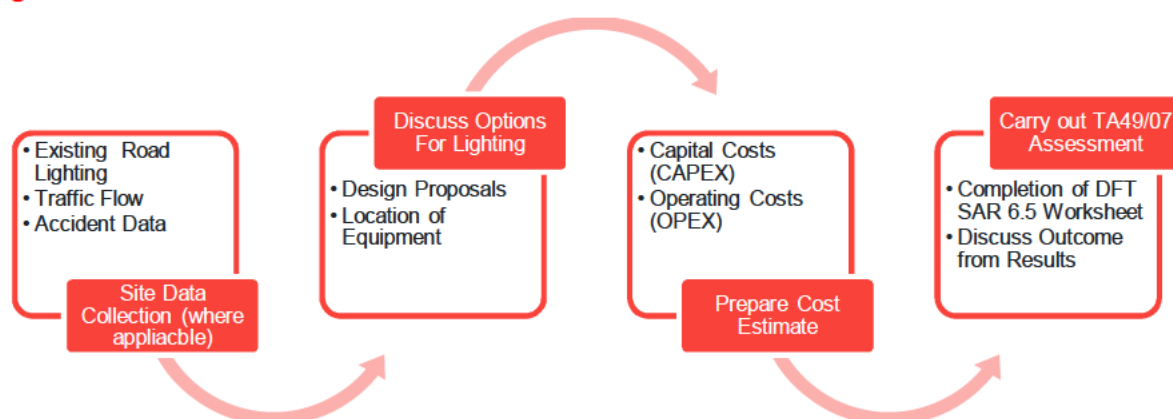 • Existing Road
Lighting
• Traffic Flow
• Accident Data
Site Data
Collection (where
appliacble)
Discuss Options
For Lighting
• Design Proposals
• Location of
Equipment
• Capital Costs
(CAPEX)
• Operating Costs
(OPEX)
Prepare Cost
Estimate
Carry out TA49/07
Assessment
• Completion of DFT
SAR 6.5 Worksheet
• Discuss Outcome
from Results